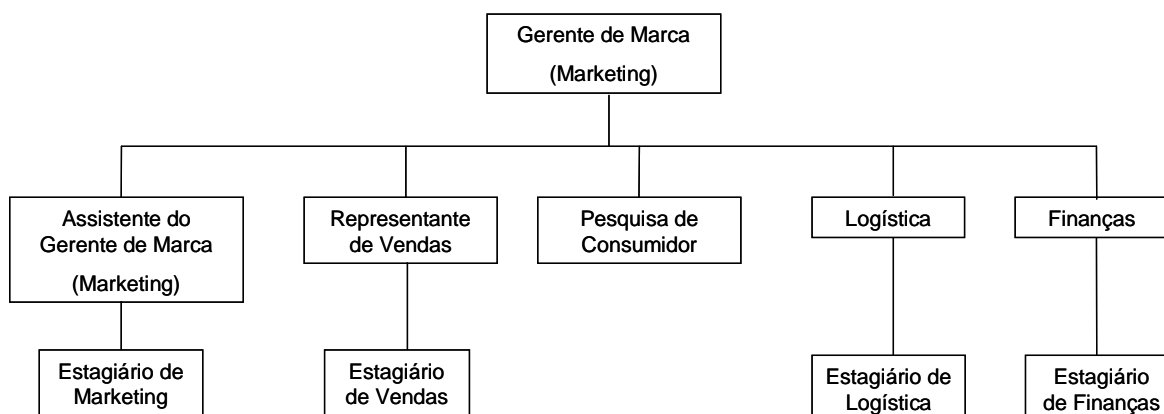 Gerente de Marca
(Marketing)
Assistente do
Gerente de Marca
(Marketing)
Representante
de Vendas
Pesquisa de
Consumidor
Logística
Finanças
Estagiário de
Marketing
Estagiário
de Vendas
Estagiário de
Logística
Estagiário
de Finanças